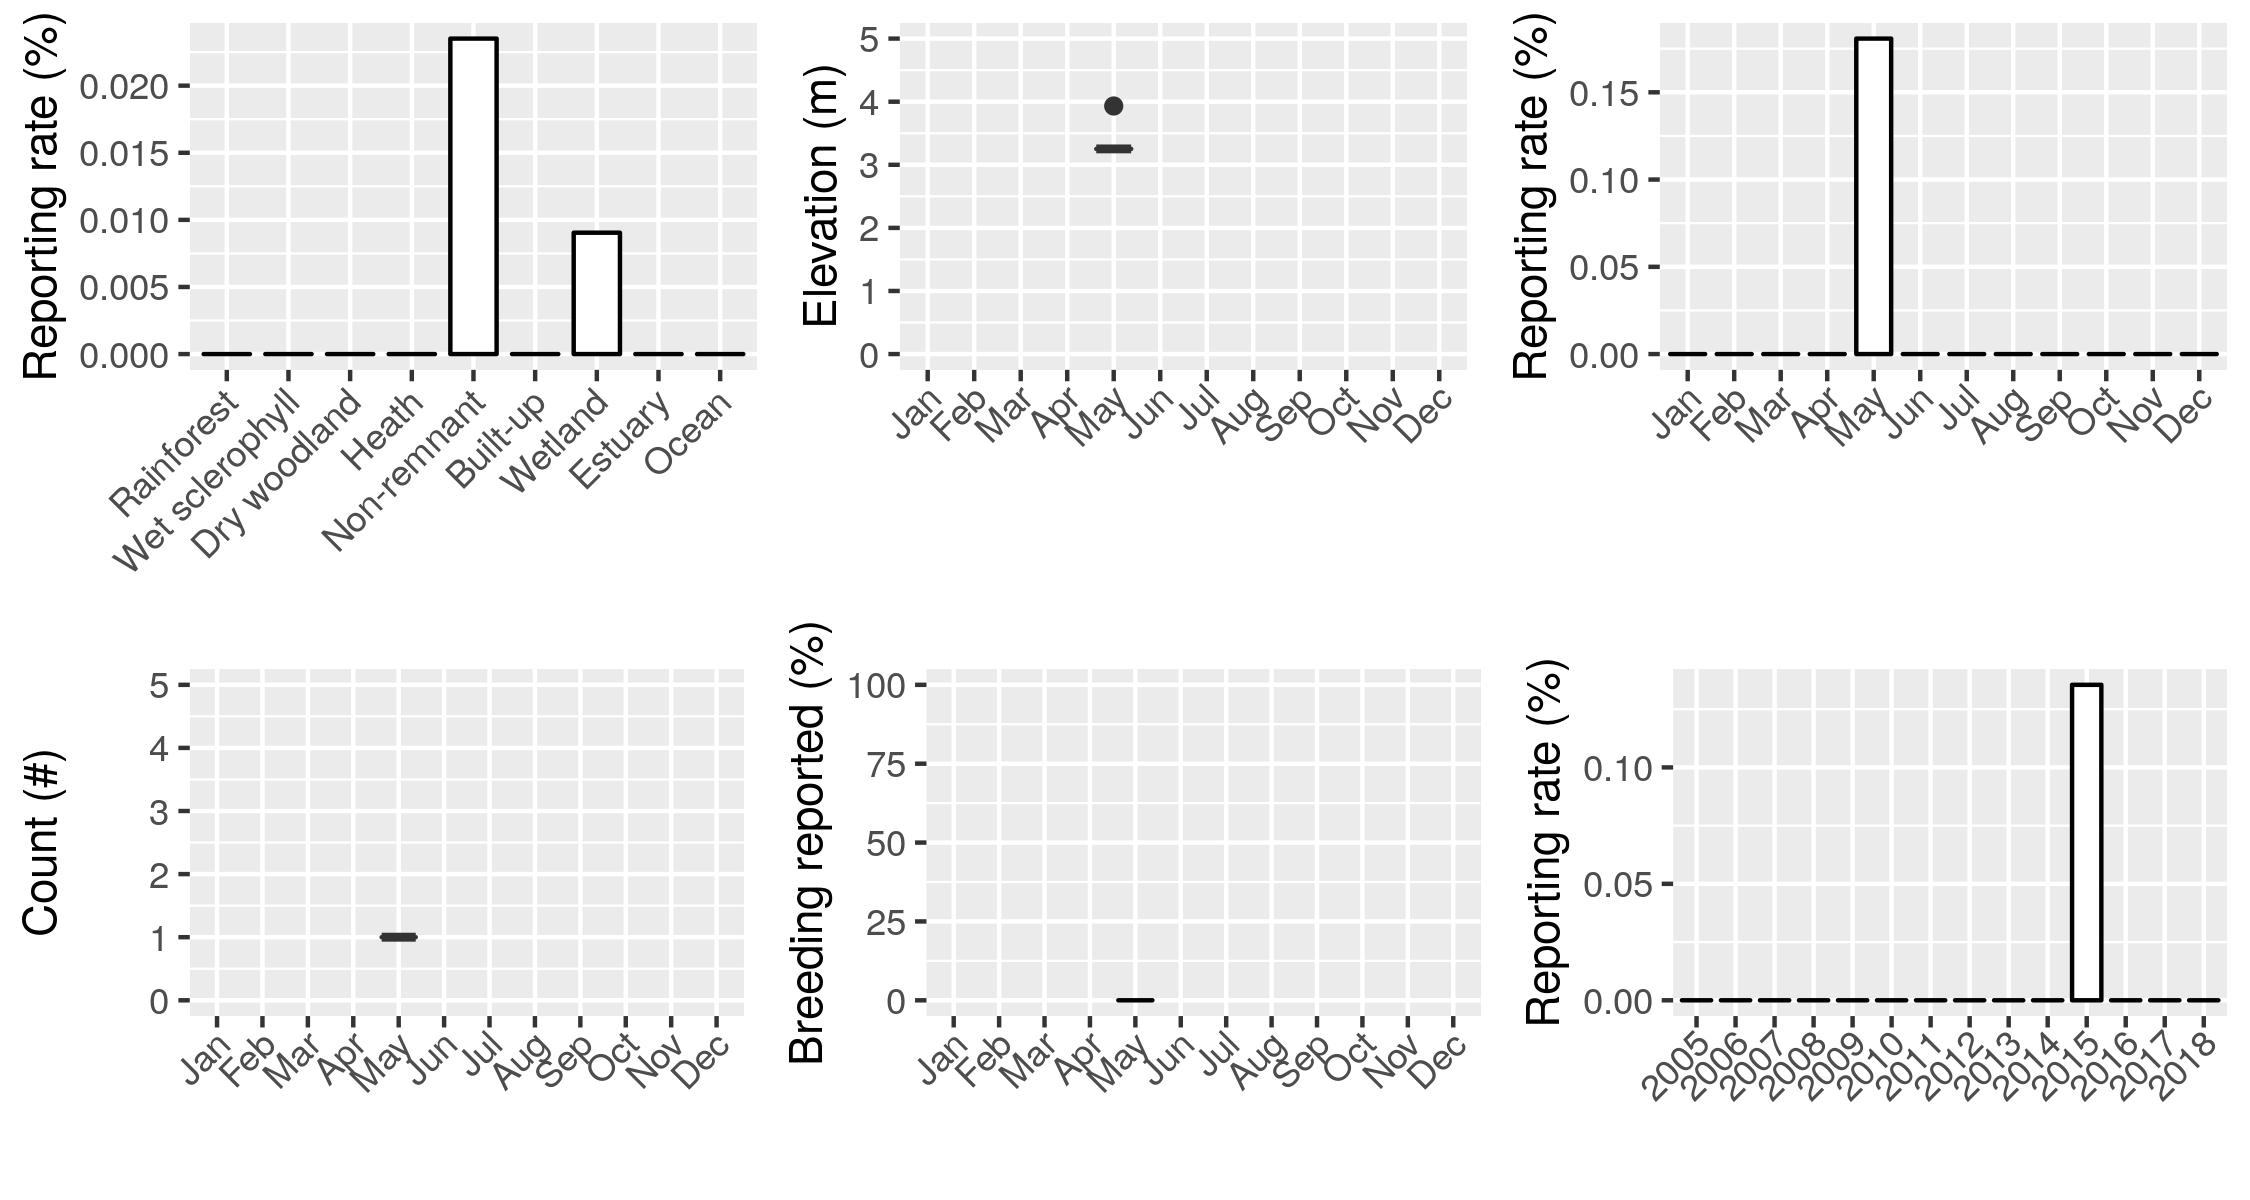 Reporting rate (%)
0.020
0.015
0.010
0.005
0.000
Rainforest
Wet sclerophyll
Dry woodland
Heath
Non-remnant
Built-up
Wetland
Estuary
Ocean
Elevation (m)
5
4
3
2
1
0
Jan
Feb
Mar
Apr
May
Jun
Jul
Aug
Sep
Oct
Nov
Dec
Reporting rate (%)
0.15
0.10
0.05
0.00
Jan
Feb
Mar
Apr
May
Jun
Jul
Aug
Sep
Oct
Nov
Dec
Count (#)
5
4
3
2
1
0
Jan
Feb
Mar
Apr
May
Jun
Jul
Aug
Sep
Oct
Nov
Dec
Breeding reported (%)
100
75
50
25
0
Jan
Feb
Mar
Apr
May
Jun
Jul
Aug
Sep
Oct
Nov
Dec
Reporting rate (%)
0.10
0.05
0.00
2005
2006
2007
2008
2009
2010
2011
2012
2013
2014
2015
2016
2017
2018